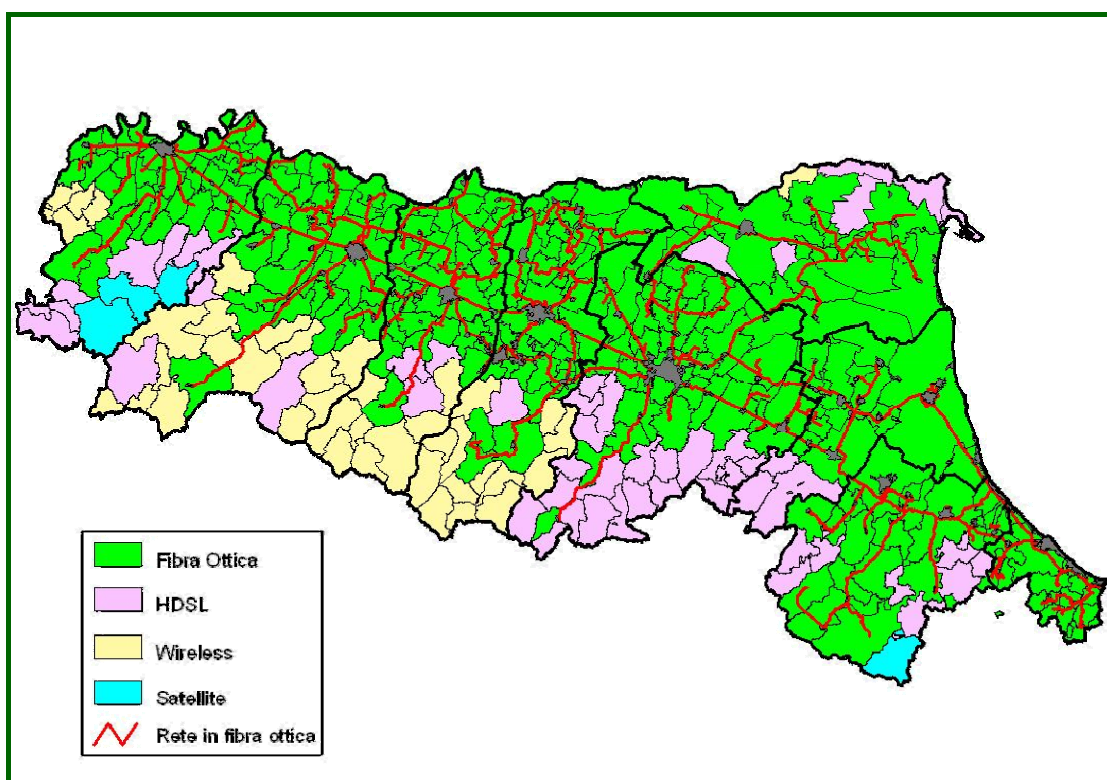 Fibra Ottica
HDSL
Wireless
Satellite
Rete in fibra ottica